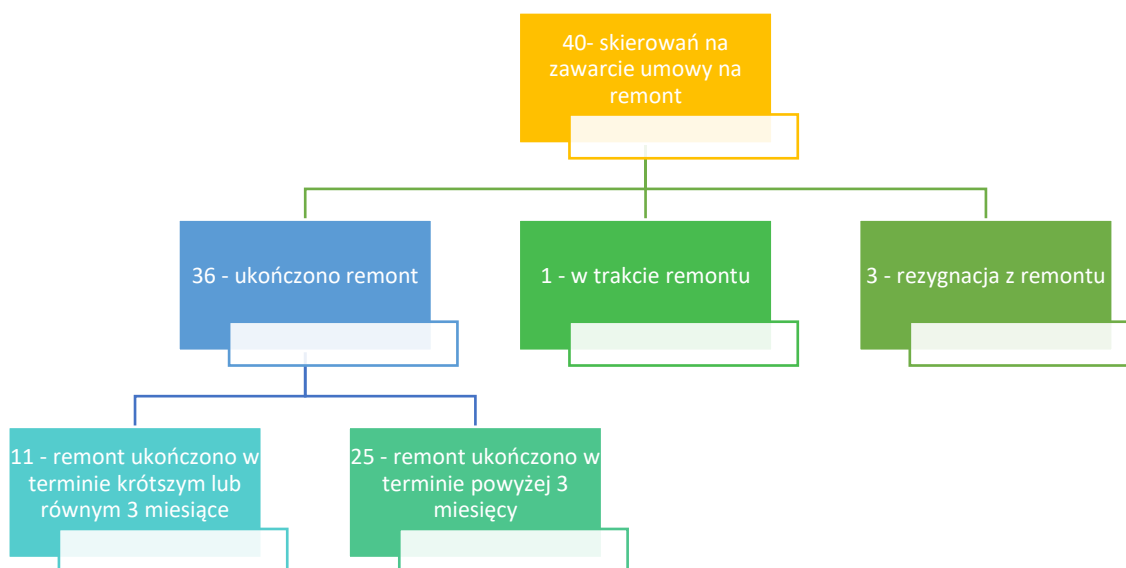 40- skierowań na
zawarcie umowy na
remont
36 - ukończono remont
1 - w trakcie remontu
3 - rezygnacja z remontu
11 - remont ukończono w
terminie krótszym lub
równym 3 miesiące
25 - remont ukończono w
terminie powyżej 3
miesięcy